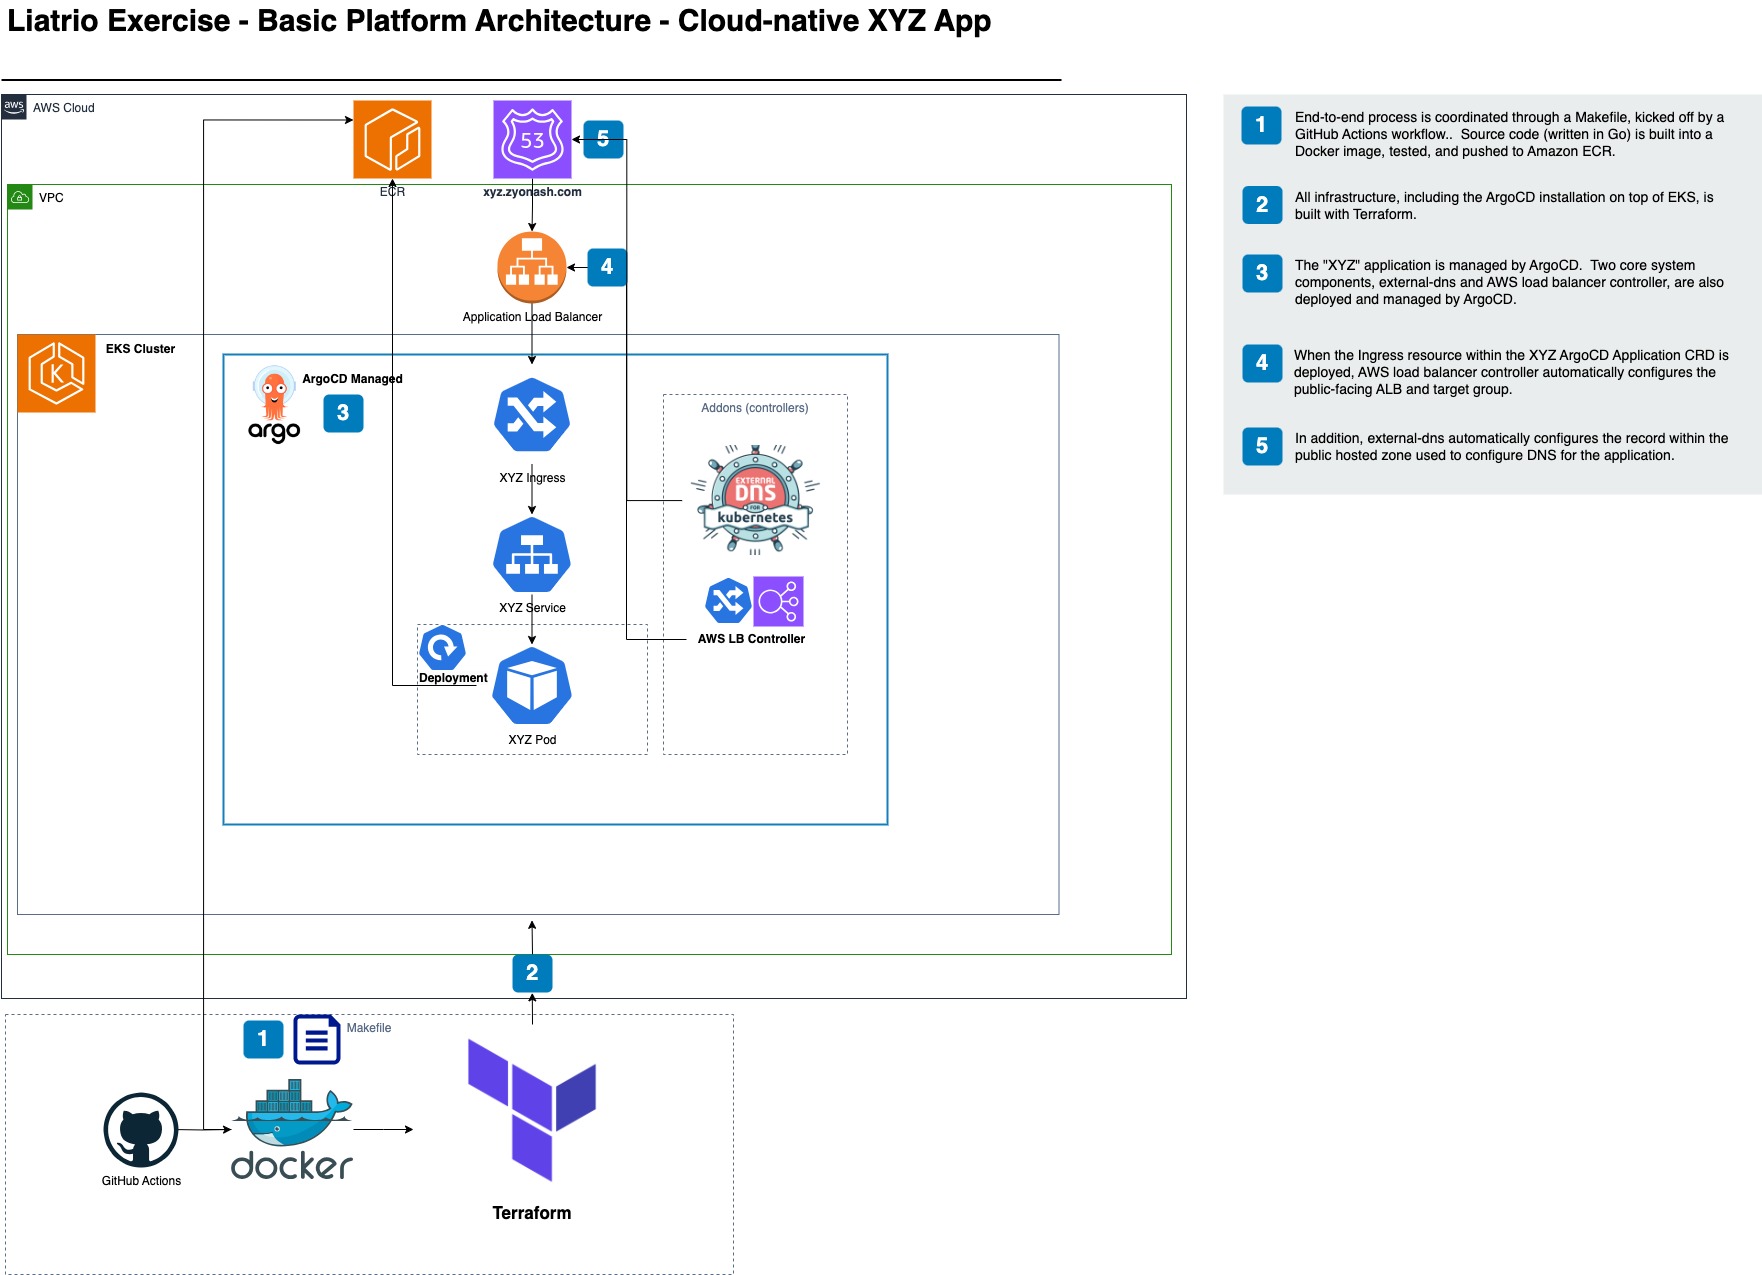 Liatrio Exercise - Basic Platform Architecture - Cloud-native XYZ App
aws
AWS Cloud
ECR
53
xyz.zyonash.com
5
VPC
4
Application Load Balancer
EKS Cluster
K
argo
ArgoCD Managed
3
XYZ Ingress
XYZ Service
Deployment
XYZ Pod
Addons (controllers)
EXTERNAL
DNS
FOR
kubernetes
AWS LB Controller
2
1
Makefile
GitHub Actions
docker
Terraform
1
End-to-end process is coordinated through a Makefile, kicked off by a
GitHub Actions workflow.. Source code (written in Go) is built into a
Docker image, tested, and pushed to Amazon ECR.
2
All infrastructure, including the ArgoCD installation on top of EKS, is
built with Terraform.
3
The "XYZ" application is managed by ArgoCD. Two core system
components, external-dns and AWS load balancer controller, are also
deployed and managed by ArgoCD.
4
When the Ingress resource within the XYZ ArgoCD Application CRD is
deployed, AWS load balancer controller automatically configures the
public-facing ALB and target group.
5
In addition, external-dns automatically configures the record within the
public hosted zone used to configure DNS for the application.